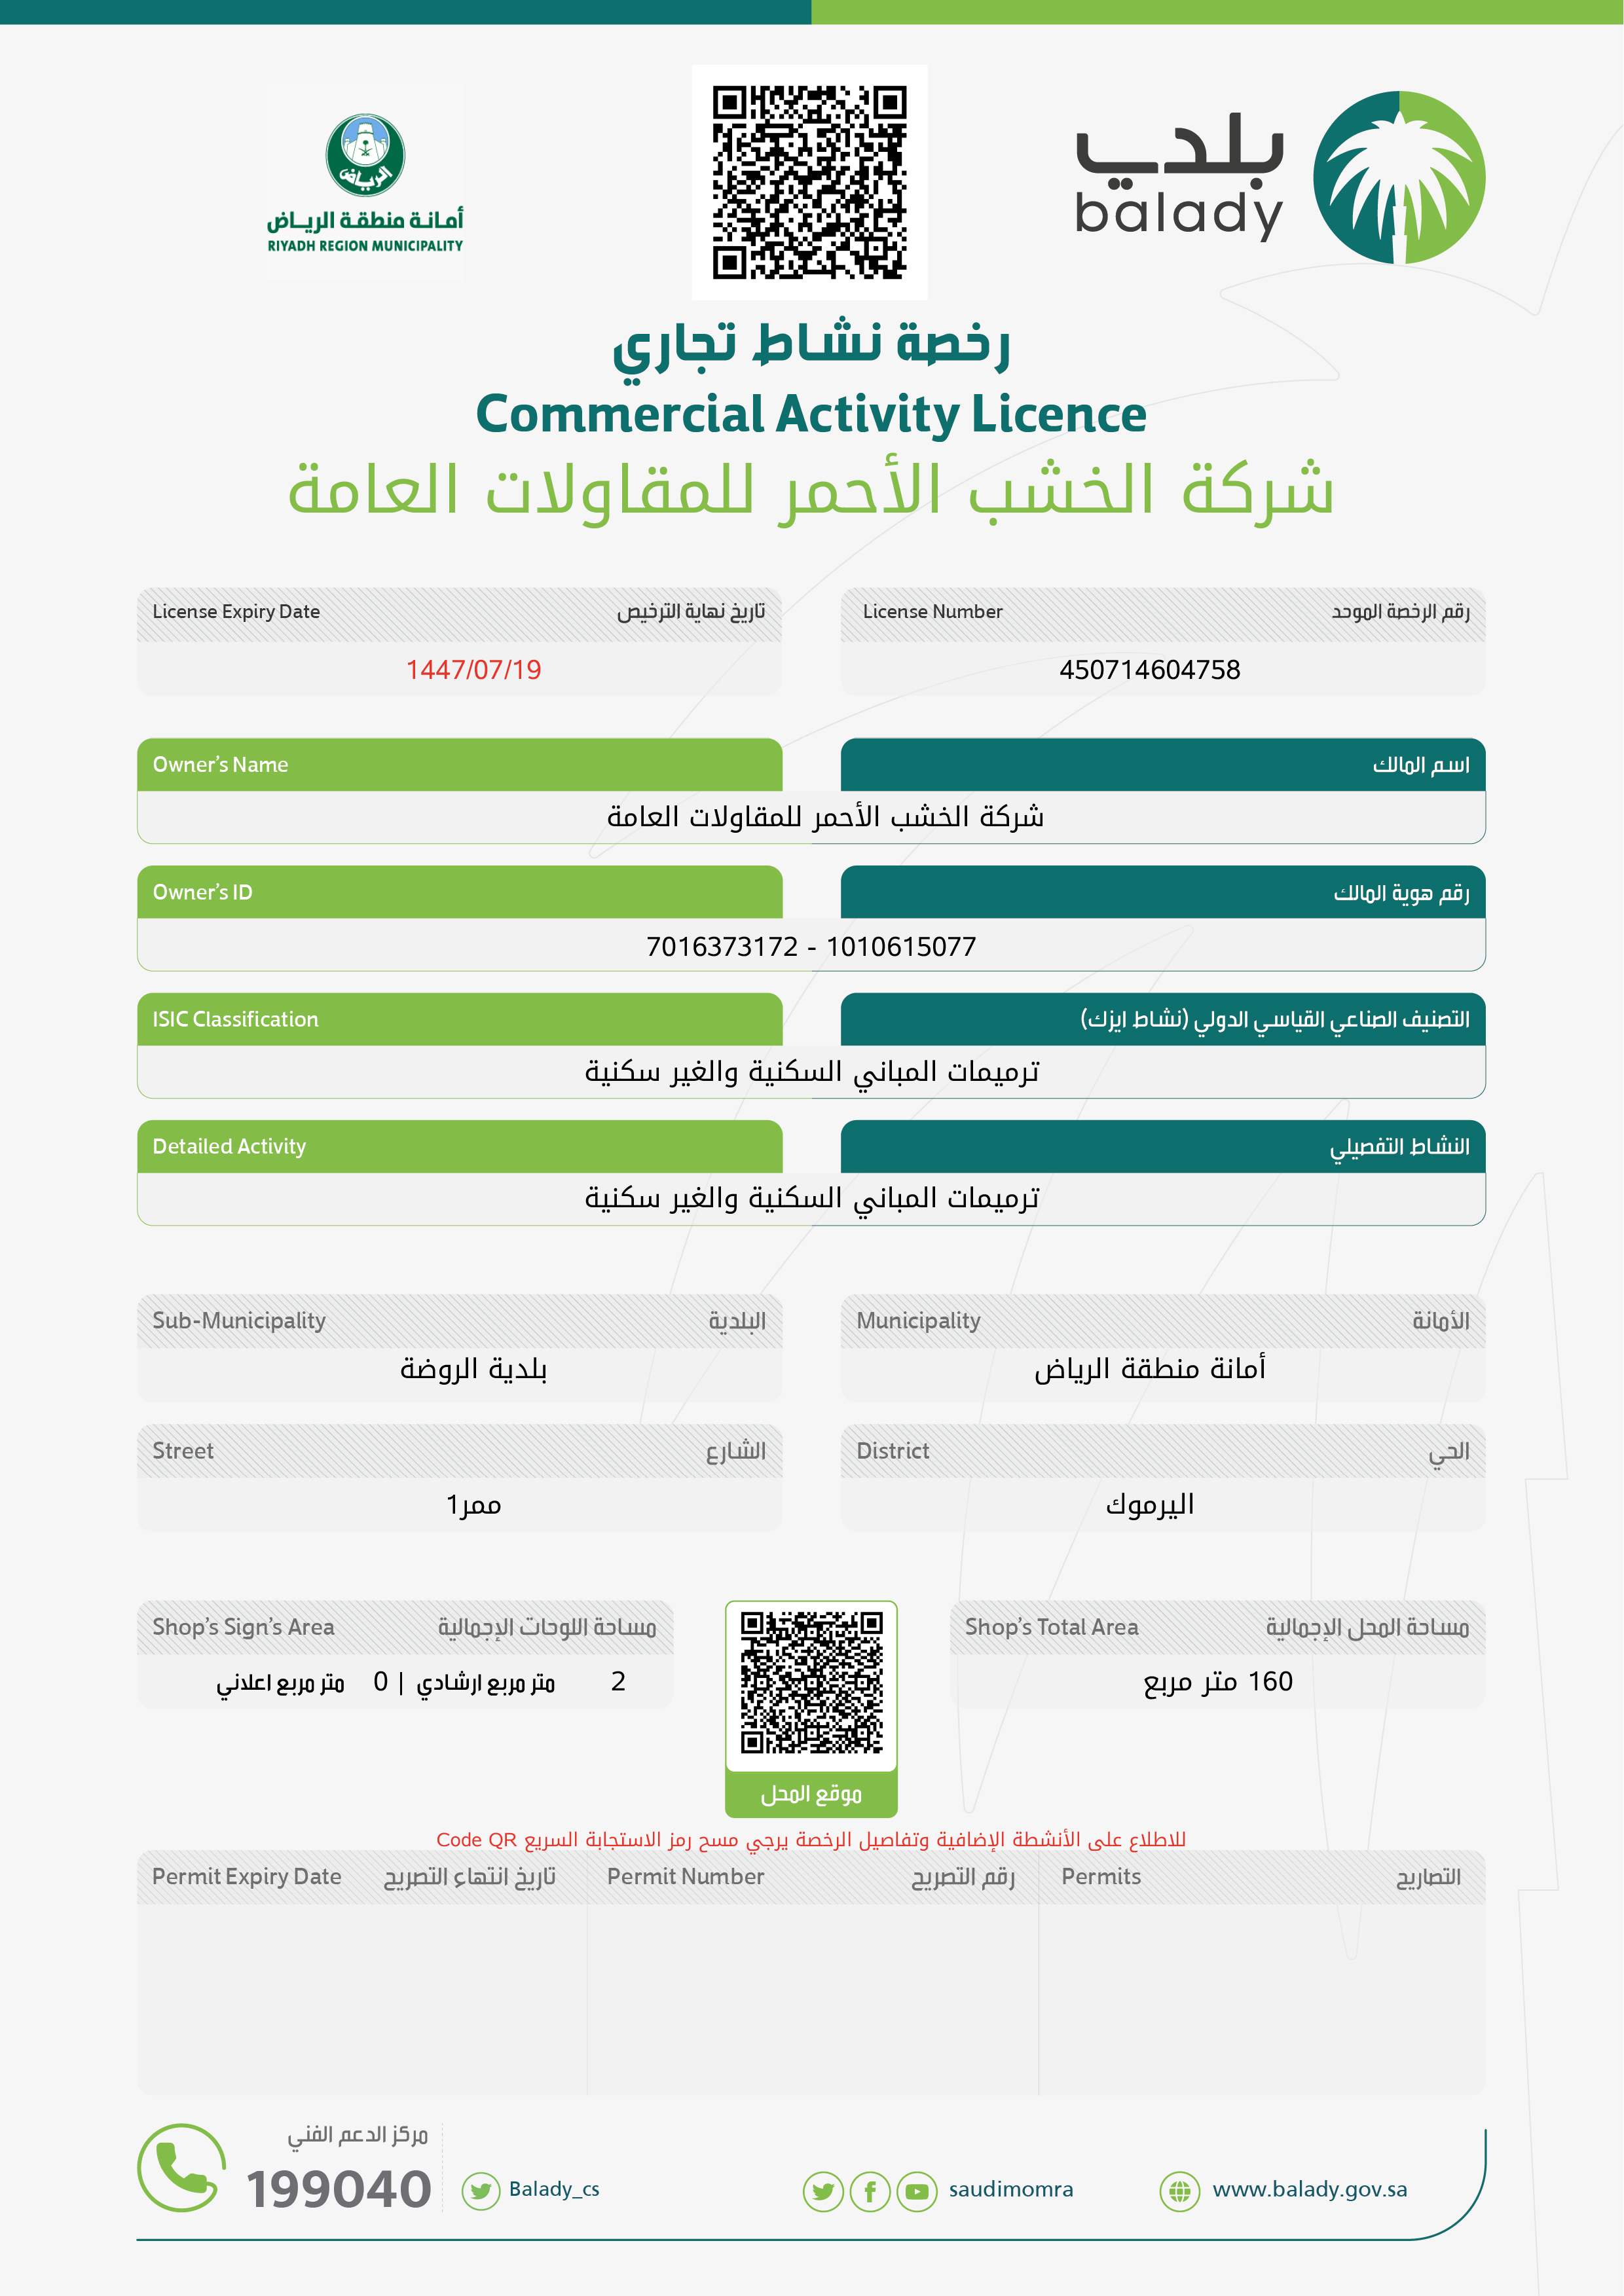 أمانة منطقة الرياض
RIYADH REGION MUNICIPALITY
الرياض
بلدي
balady
رخصة نشاط تجاري
Commercial Activity Licence
شركة الخشب الأحمر للمقاولات العامة
رقم الرخصة الموحد License Number
450714604758
تاريخ نهاية الترخيص License Expiry Date
1447/07/19
اسم المالك Owner's Name
شركة الخشب الأحمر للمقاولات العامة
رقم هوية المالك Owner's ID
7016373172 - 1010615077
التصنيف الصناعي القياسي الدولي (نشاط ايزك) ISIC Classification
ترميمات المباني السكنية والغير سكنية
النشاط التفصيلي Detailed Activity
ترميمات المباني السكنية والغير سكنية
الأمانة Municipality
أمانة منطقة الرياض
البلدية Sub-Municipality
بلدية الروضة
الحي District
اليرموك
الشارع Street
ممر1
مساحة المحل الإجمالية Shop's Total Area
160 متر مربع
مساحة اللوحات الإجمالية Shop's Sign's Area
2 متر مربع ارشادي | 0 متر مربع اعلاني
موقع المحل
للاطلاع على الأنشطة الإضافية وتفاصيل الرخصة يرجي مسح رمز الاستجابة السريع Code QR
التصاريح Permits
رقم التصريح Permit Number
تاريخ انتهاء التصريح Permit Expiry Date
مركز الدعم الفني
199040
Balady_cs
saudimomra
www.balady.gov.sa